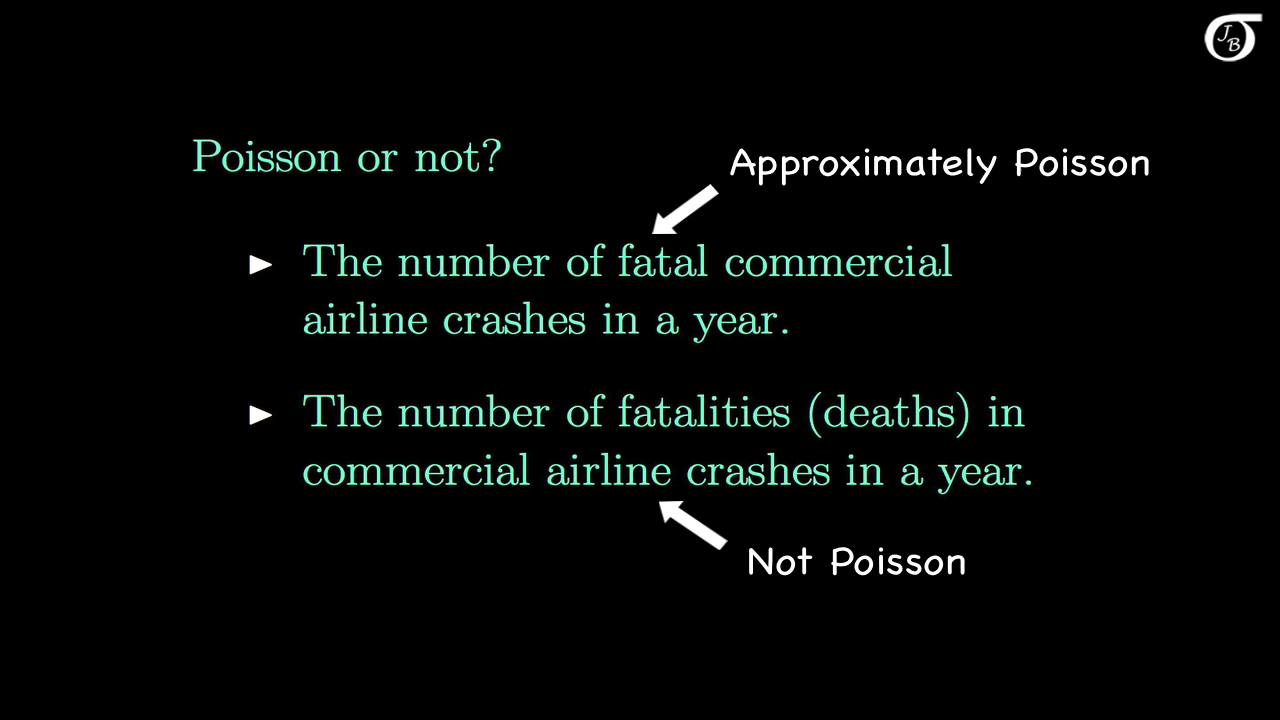 J B
Poisson or not?
Approximately Poisson
The number of fatal commercial
airline crashes in a year.
The number of fatalities (deaths) in
commercial airline crashes in a year.
Not Poisson